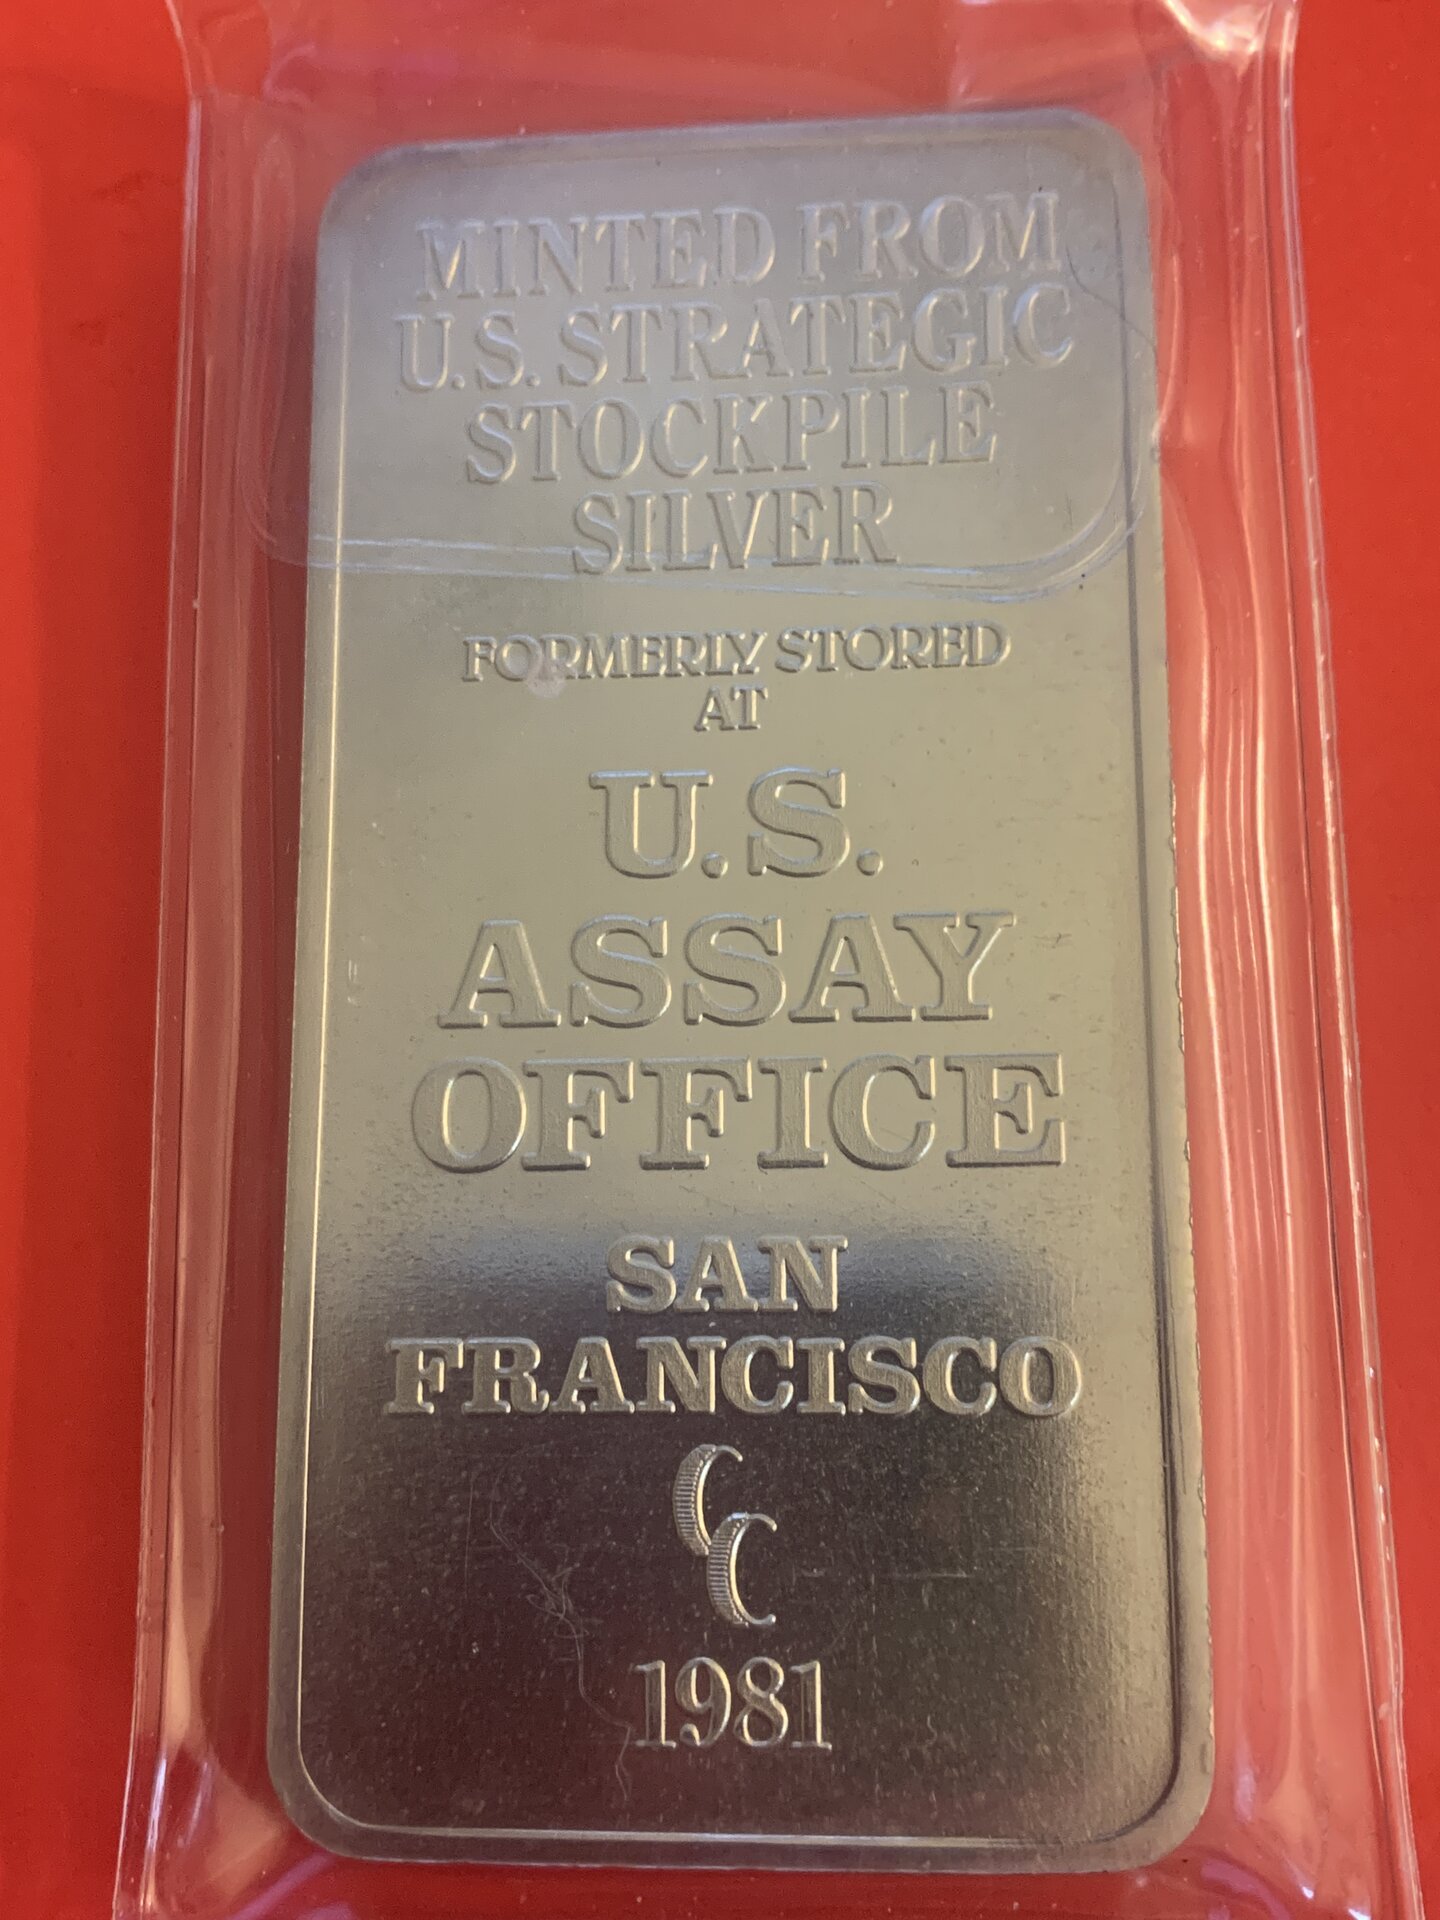 MINTED FROM
U.S. STRATEGIC
STOCKPILE
SILVER
FORMERLY STORED
AT
U.S.
ASSAY
OFFICE
SAN
FRANCISCO
CC
1981